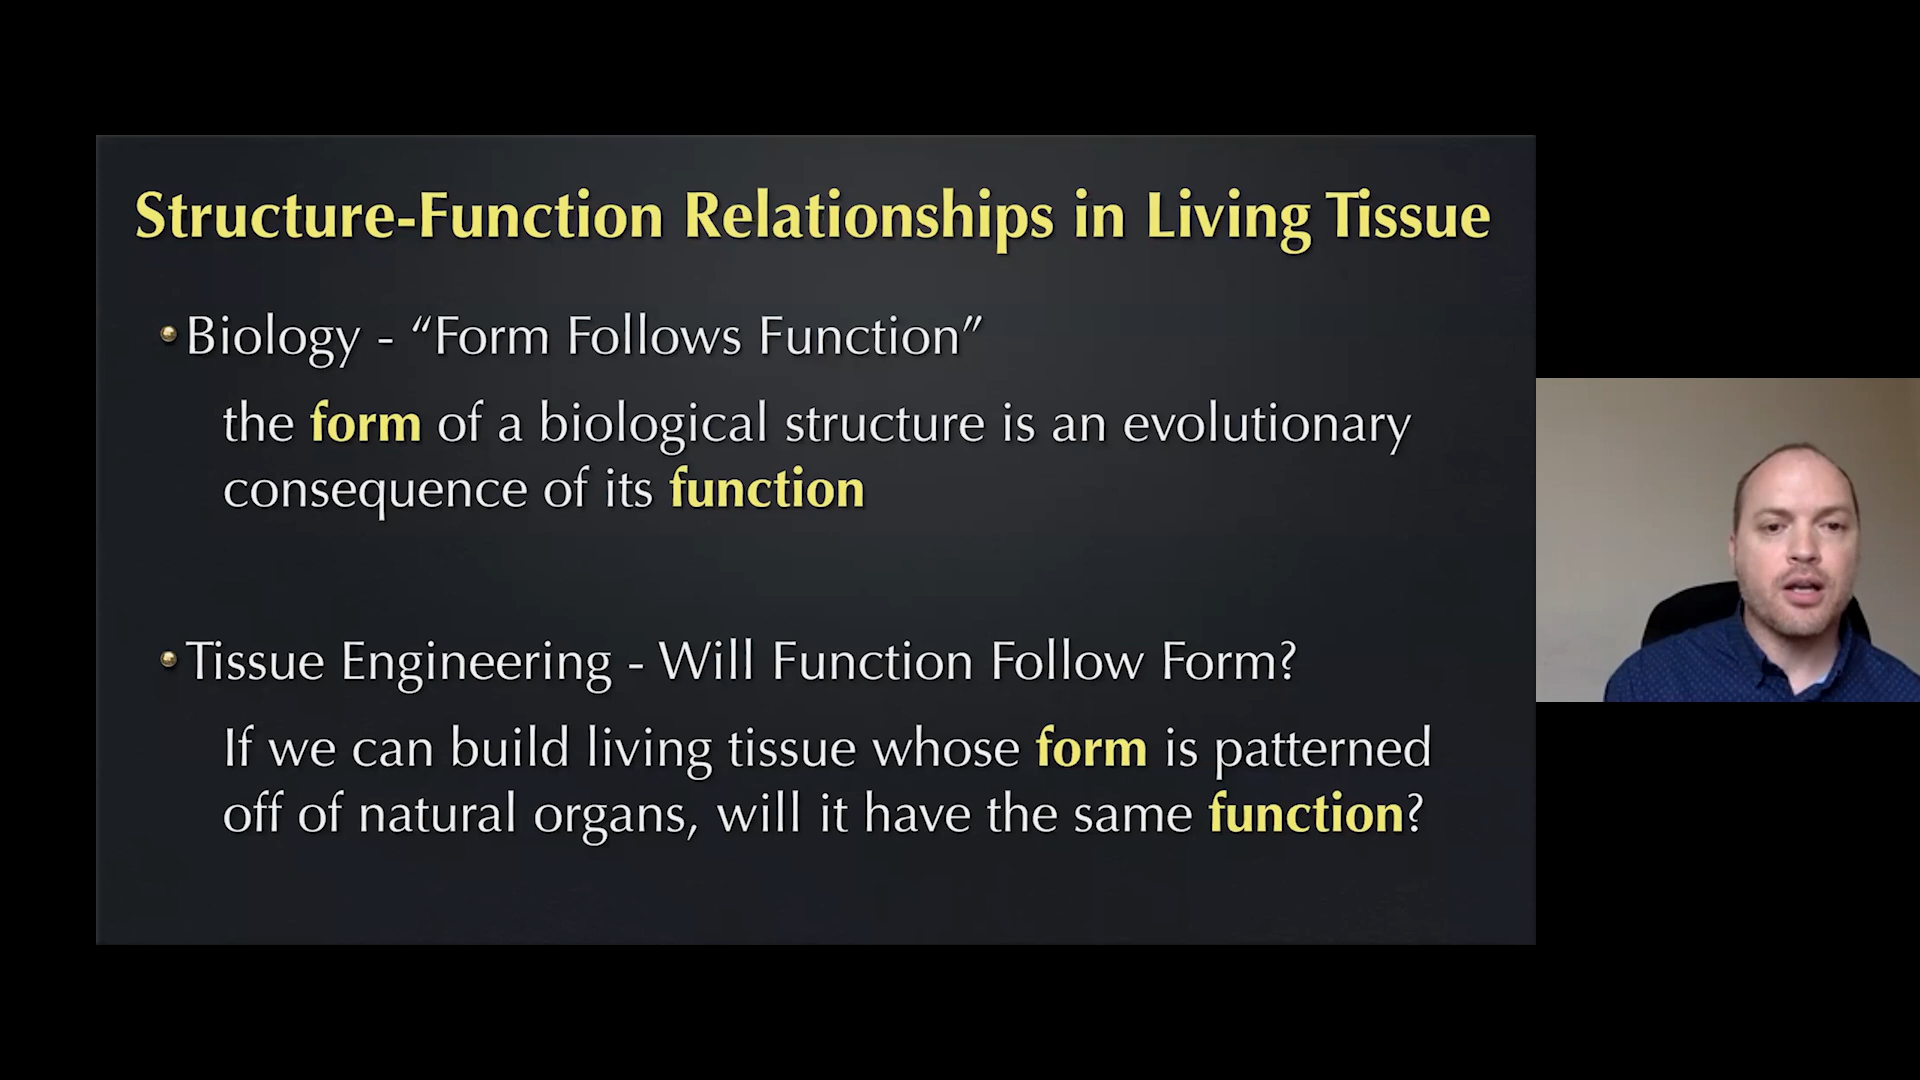 Structure-Function Relationships in Living Tissue
Biology - “Form Follows Function”
the form of a biological structure is an evolutionary
consequence of its function
Tissue Engineering - Will Function Follow Form?
If we can build living tissue whose form is patterned
off of natural organs, will it have the same function?